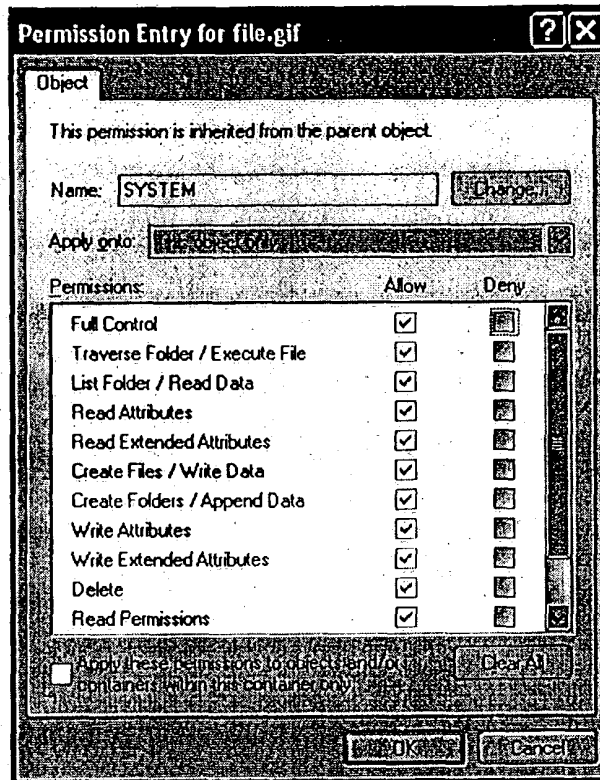 Permission Entry for file.gif
Object
This permission is inherited from the parent object.
Name: SYSTEM Change...
Apply onto: This object only
Permissions: Allow Deny
Full Control
Traverse Folder / Execute File
List Folder / Read Data
Read Attributes
Read Extended Attributes
Create Files / Write Data
Create Folders / Append Data
Write Attributes
Write Extended Attributes
Delete
Read Permissions
Apply these permissions to objects and/or Clear All
containers within this container only
OK Cancel